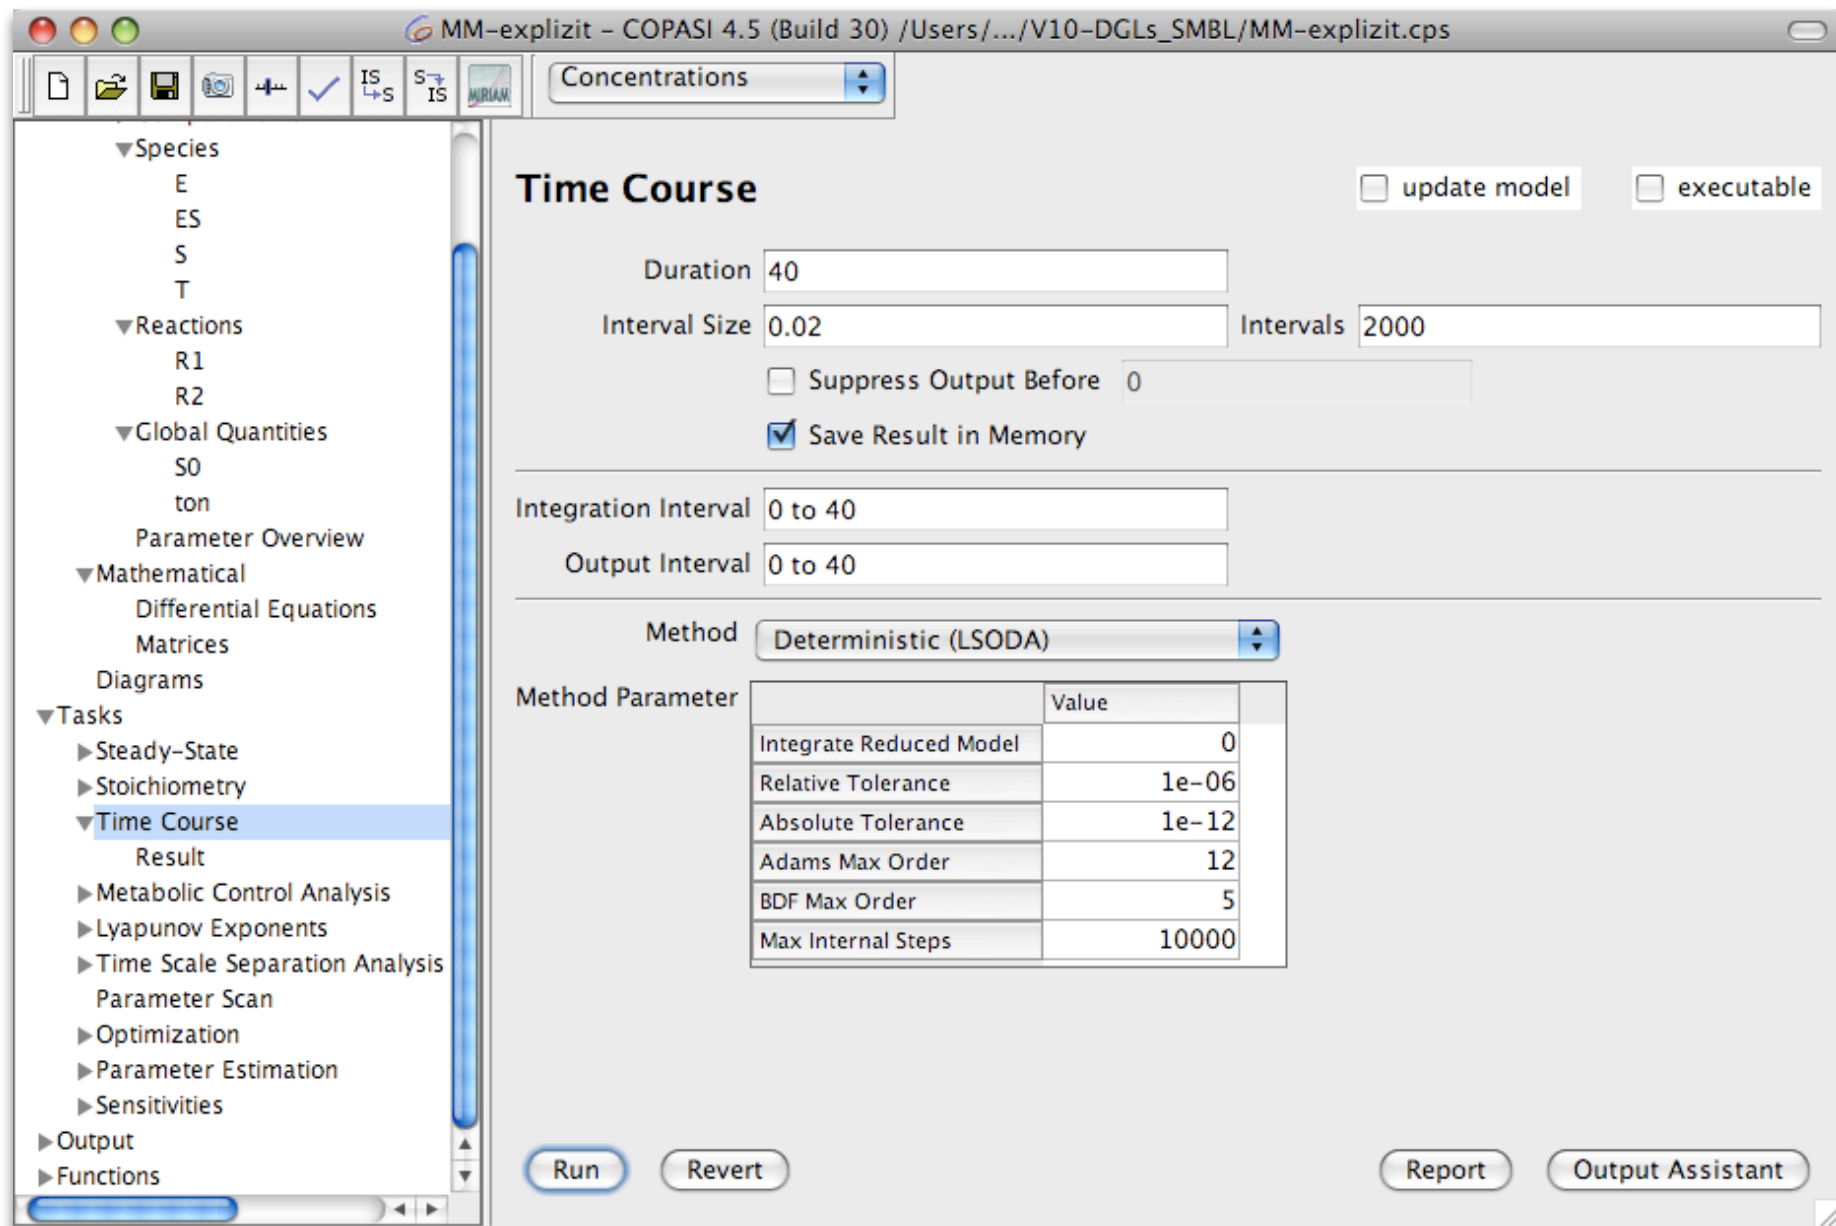 MM-explizit - COPASI 4.5 (Build 30) /Users/.../V10-DGLs_SMBL/MM-explizit.cps
IS S
S IS
MIRIAM
Concentrations
Species
E
ES
S
T
Reactions
R1
R2
Global Quantities
S0
ton
Parameter Overview
Mathematical
Differential Equations
Matrices
Diagrams
Tasks
Steady-State
Stoichiometry
Time Course
Result
Metabolic Control Analysis
Lyapunov Exponents
Time Scale Separation Analysis
Parameter Scan
Optimization
Parameter Estimation
Sensitivities
Output
Functions
Time Course
update model
executable
Duration 40
Interval Size 0.02 Intervals 2000
Suppress Output Before 0
Save Result in Memory
Integration Interval 0 to 40
Output Interval 0 to 40
Method Deterministic (LSODA)
Method Parameter
Value
Integrate Reduced Model 0
Relative Tolerance 1e-06
Absolute Tolerance 1e-12
Adams Max Order 12
BDF Max Order 5
Max Internal Steps 10000
Run
Revert
Report
Output Assistant